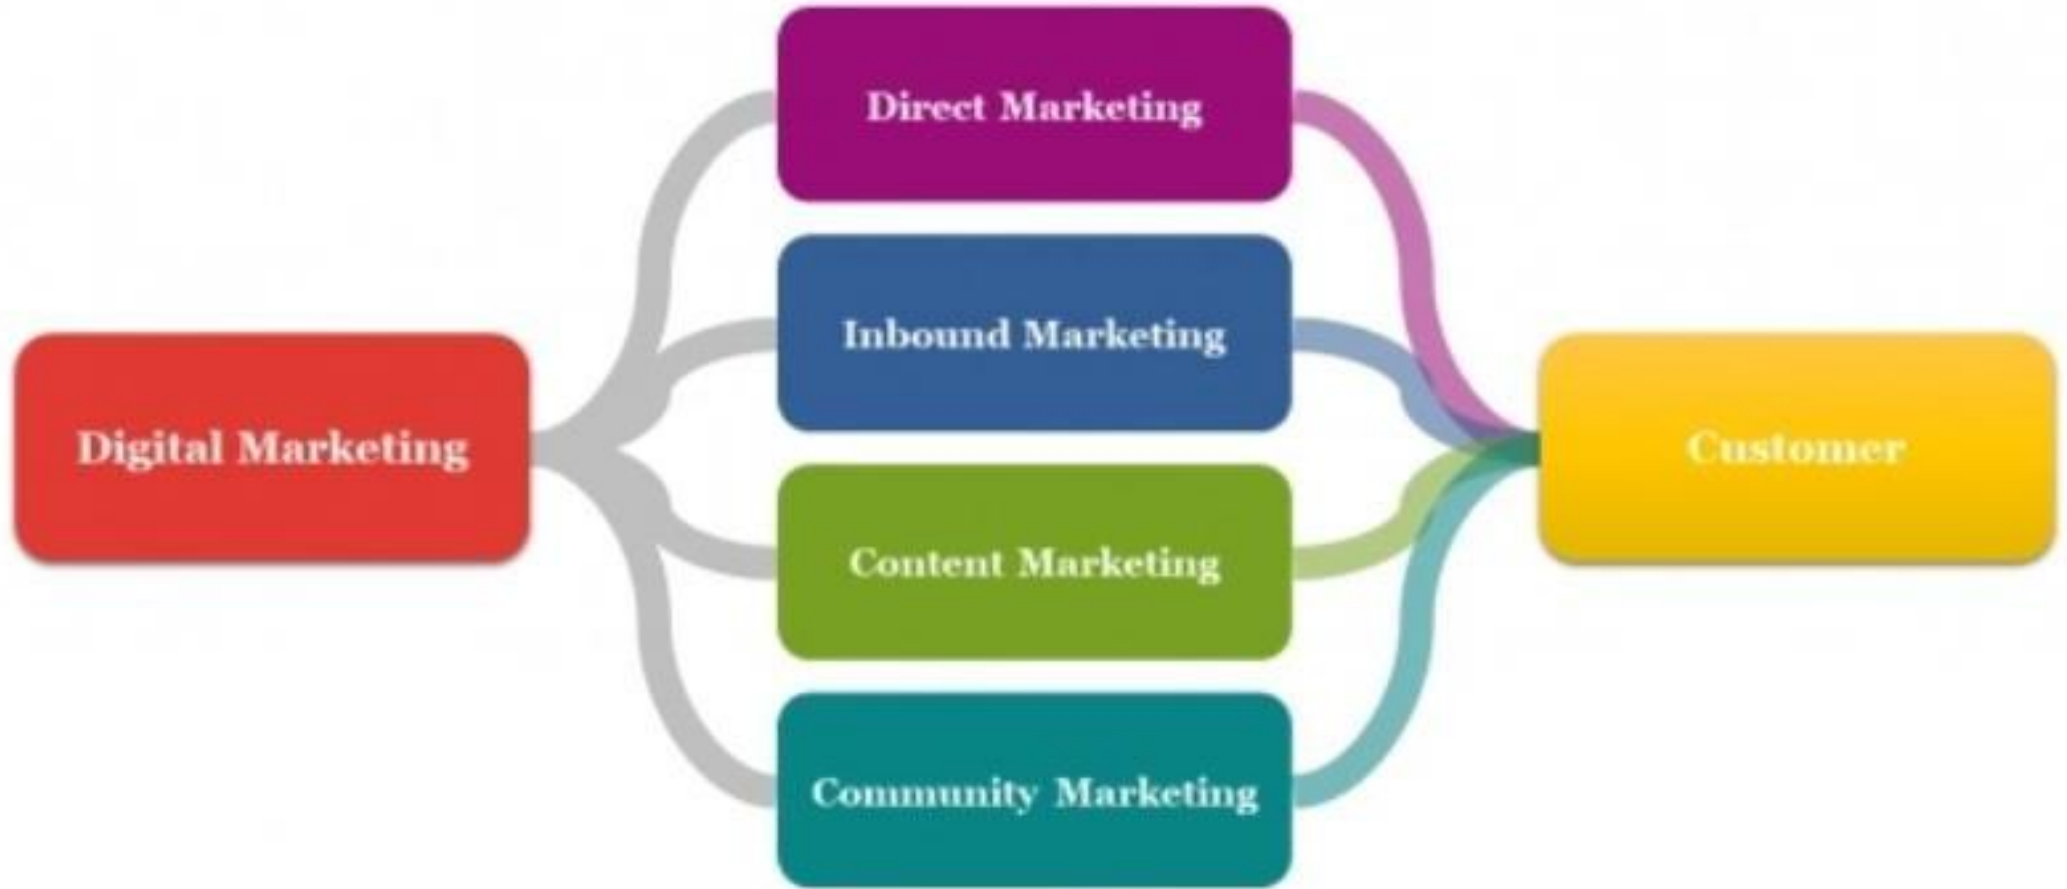 Direct Marketing
Inbound Marketing
Digital Marketing
Customer
Content Marketing
Community Marketing